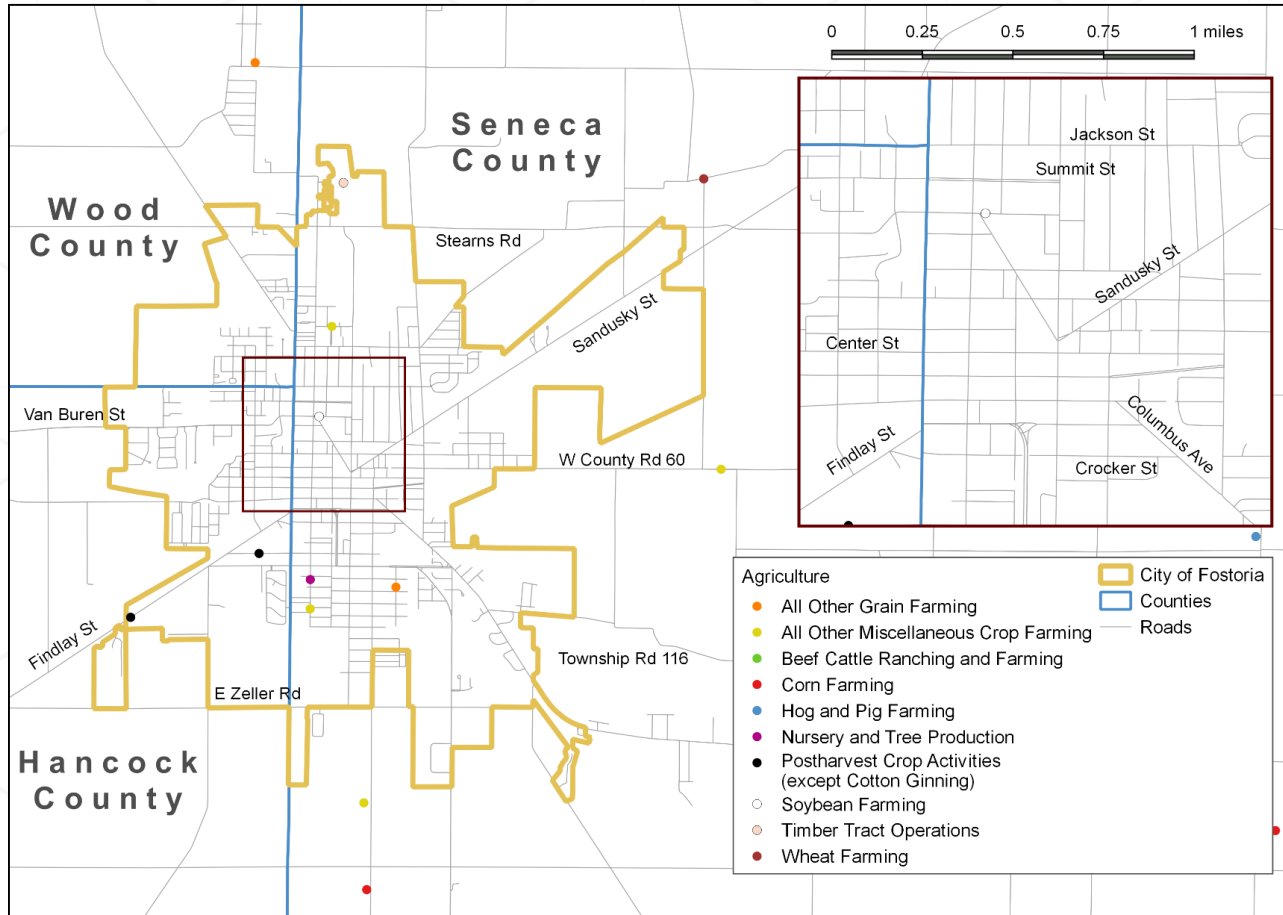 0 0.25 0.5 0.75 1 miles
Seneca
County
Wood
County
Stearns Rd
Sandusky St
Van Buren St
W County Rd 60
Findlay St
Township Rd 116
E Zeller Rd
Hancock
County
Jackson St
Summit St
Sandusky St
Center St
Columbus Ave
Findlay St
Crocker St
Agriculture
All Other Grain Farming
All Other Miscellaneous Crop Farming
Beef Cattle Ranching and Farming
Corn Farming
Hog and Pig Farming
Nursery and Tree Production
Postharvest Crop Activities
(except Cotton Ginning)
Soybean Farming
Timber Tract Operations
Wheat Farming
City of Fostoria
Counties
Roads